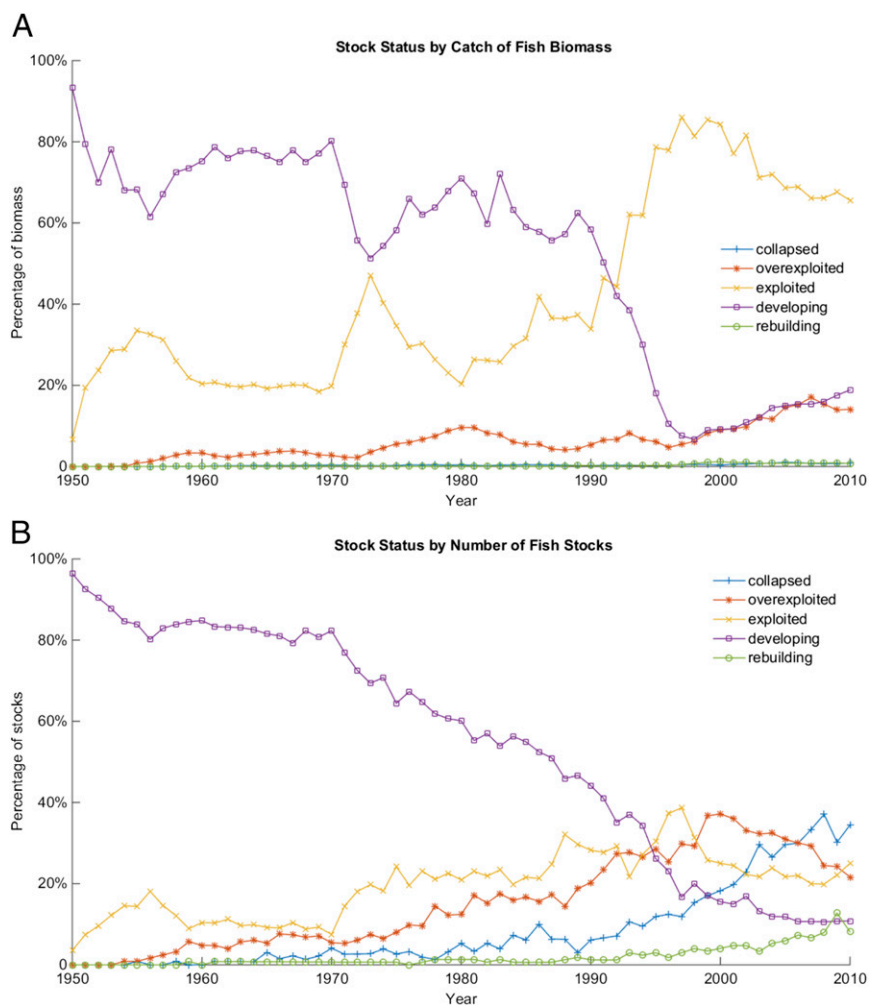 A
Stock Status by Catch of Fish Biomass
100%
80%
60%
40%
20%
0
Percentage of biomass
collapsed
overexploited
exploited
developing
rebuilding
1950 1960 1970 1980 1990 2000 2010
Year
B
Stock Status by Number of Fish Stocks
100%
80%
60%
40%
20%
0
Percentage of stocks
collapsed
overexploited
exploited
developing
rebuilding
1950 1960 1970 1980 1990 2000 2010
Year